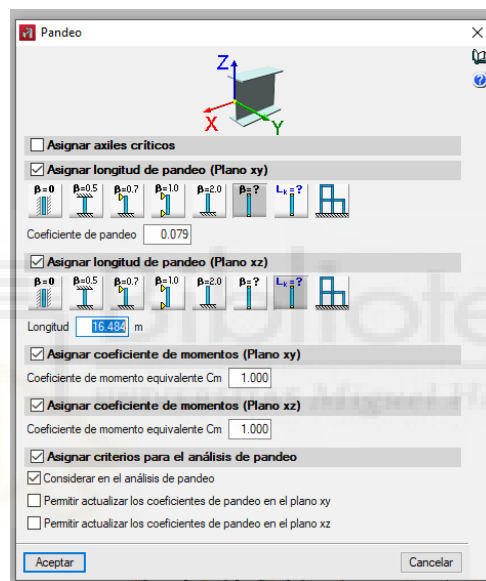 Pandeo
Z
X
Y
Asignar axiles críticos
Asignar longitud de pandeo (Plano xy)
β=0 β=0.5 β=0.7 β=1.0 β=2.0 β=? Lk=?
Coeficiente de pandeo 0.079
Asignar longitud de pandeo (Plano xz)
β=0 β=0.5 β=0.7 β=1.0 β=2.0 β=? Lk=?
Longitud 16.484 m
Asignar coeficiente de momentos (Plano xy)
Coeficiente de momento equivalente Cm 1.000
Asignar coeficiente de momentos (Plano xz)
Coeficiente de momento equivalente Cm 1.000
Asignar criterios para el análisis de pandeo
Considerar en el análisis de pandeo
Permitir actualizar los coeficientes de pandeo en el plano xy
Permitir actualizar los coeficientes de pandeo en el plano xz
Aceptar Cancelar